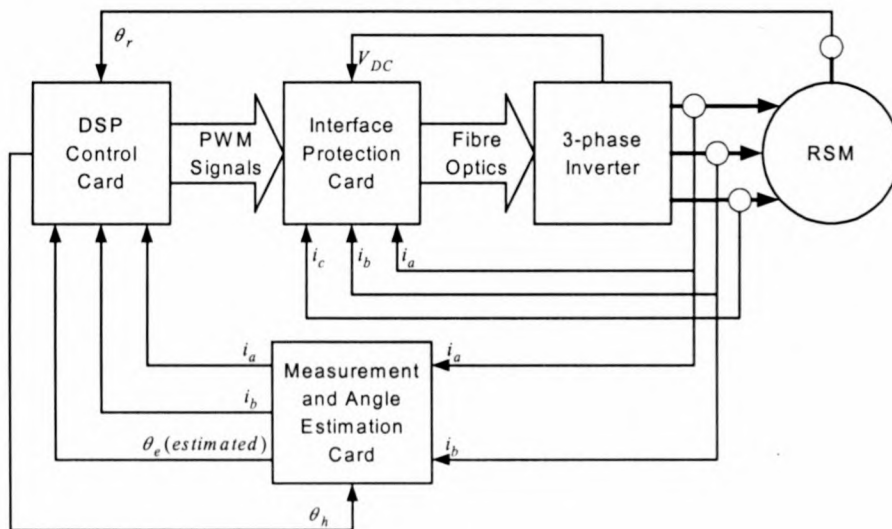 θr
VDC
DSP
Control
Card
PWM
Signals
Interface
Protection
Card
Fibre
Optics
3-phase
Inverter
RSM
ic
ib
ia
ia
ia
ib
θe(estimated)
Measurement
and Angle
Estimation
Card
ib
θh